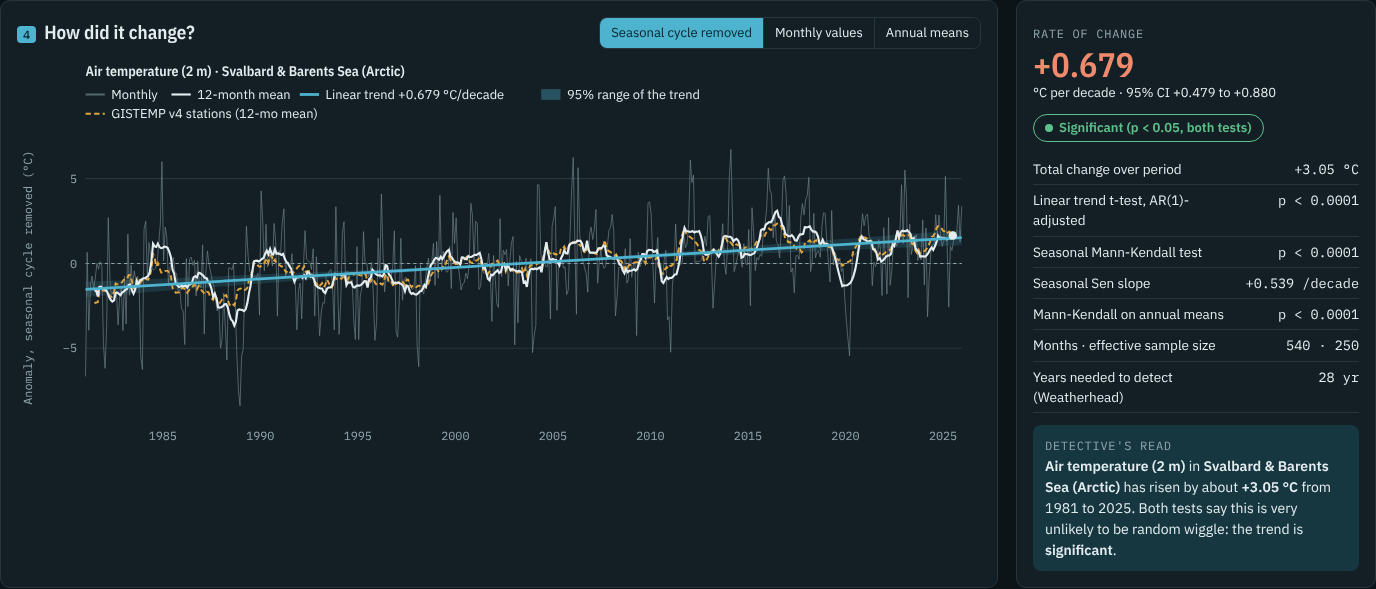 4 How did it change?
Seasonal cycle removed Monthly values Annual means
Air temperature (2 m) · Svalbard & Barents Sea (Arctic)
Monthly 12-month mean Linear trend +0.679 °C/decade 95% range of the trend
GISTEMP v4 stations (12-mo mean)
Anomaly, seasonal cycle removed (°C)
5
0
−5
1985 1990 1995 2000 2005 2010 2015 2020 2025
RATE OF CHANGE
+0.679
°C per decade · 95% CI +0.479 to +0.880
Significant (p < 0.05, both tests)
Total change over period +3.05 °C
Linear trend t-test, AR(1)- p < 0.0001
adjusted
Seasonal Mann-Kendall test p < 0.0001
Seasonal Sen slope +0.539 /decade
Mann-Kendall on annual means p < 0.0001
Months · effective sample size 540 · 250
Years needed to detect 28 yr
(Weatherhead)
DETECTIVE'S READ
Air temperature (2 m) in Svalbard & Barents
Sea (Arctic) has risen by about +3.05 °C from
1981 to 2025. Both tests say this is very
unlikely to be random wiggle: the trend is
significant.